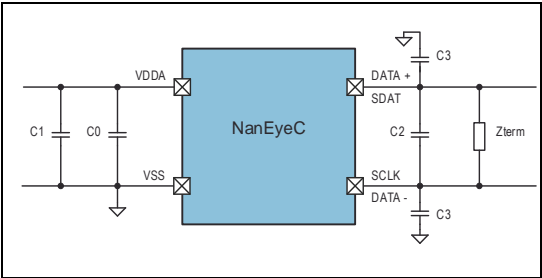 C3
VDDA
DATA +
SDAT
C1
C0
NanEyeC
C2
Zterm
VSS
SCLK
DATA -
C3